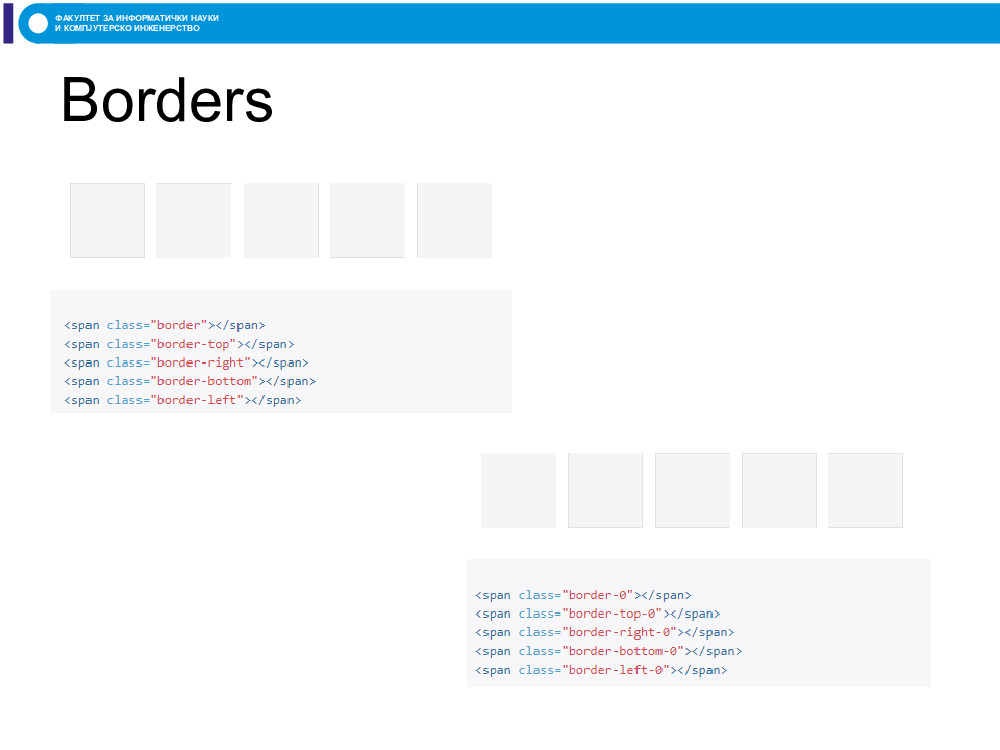 ФАКУЛТЕТ ЗА ИНФОРМАТИЧКИ НАУКИ
И КОМПЈУТЕРСКО ИНЖЕНЕРСТВО
Borders
<span class="border"></span>
<span class="border-top"></span>
<span class="border-right"></span>
<span class="border-bottom"></span>
<span class="border-left"></span>
<span class="border-0"></span>
<span class="border-top-0"></span>
<span class="border-right-0"></span>
<span class="border-bottom-0"></span>
<span class="border-left-0"></span>